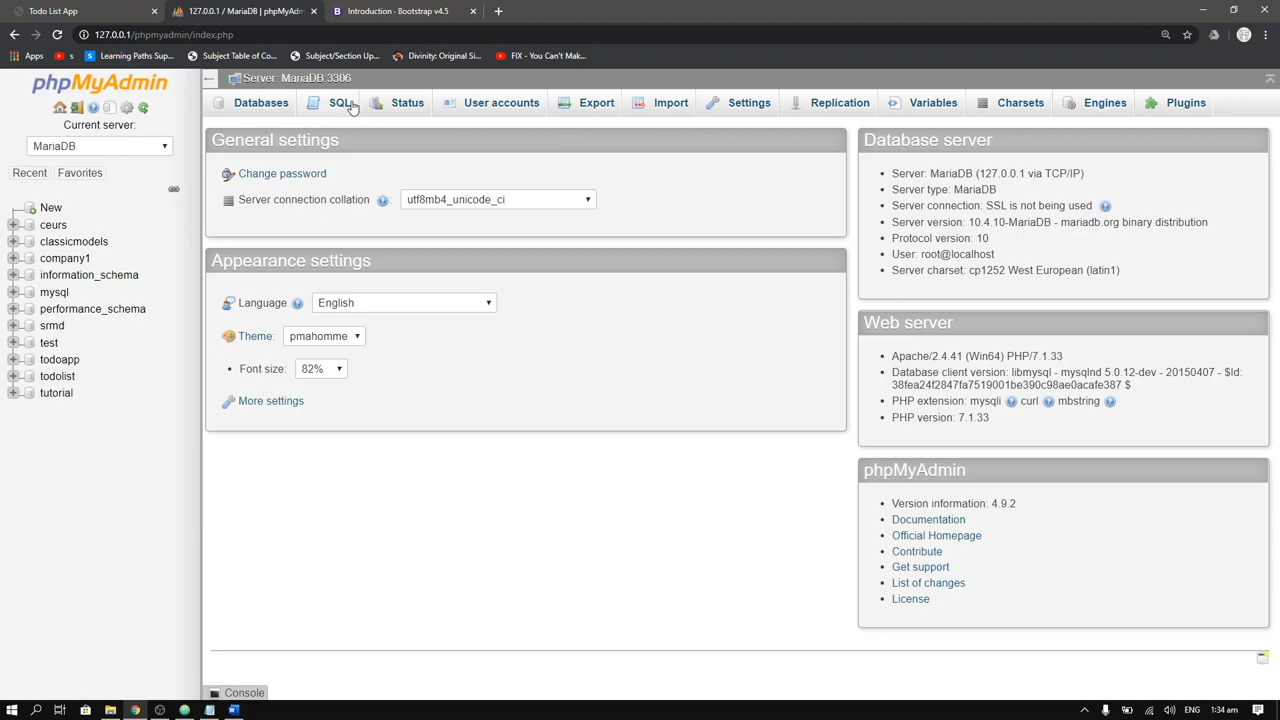 Todo List App
127.0.0.1 / MariaDB | phpMyAdm
Introduction · Bootstrap v4.5
127.0.0.1/phpmyadmin/index.php
Apps
s
Learning Paths Sup...
Subject Table of Co...
Subject/Section Up...
Divinity: Original Si...
FIX - You Can't Mak...
phpMyAdmin
Current server:
MariaDB
Recent
Favorites
New
ceurs
classicmodels
company1
information_schema
mysql
performance_schema
srmd
test
todoapp
todolist
tutorial
Server: MariaDB 3306
Databases
SQL
Status
User accounts
Export
Import
Settings
Replication
Variables
Charsets
Engines
Plugins
General settings
Change password
Server connection collation
:
utf8mb4_unicode_ci
Appearance settings
Language
English
Theme:
pmahomme
• Font size:
82%
More settings
Database server
• Server: MariaDB (127.0.0.1 via TCP/IP)
• Server type: MariaDB
• Server connection: SSL is not being used
• Server version: 10.4.10-MariaDB - mariadb.org binary distribution
• Protocol version: 10
• User: root@localhost
• Server charset: cp1252 West European (latin1)
Web server
• Apache/2.4.41 (Win64) PHP/7.1.33
• Database client version: libmysql - mysqlnd 5.0.12-dev - 20150407 - $Id:
38fea24f2847fa7519001be390c98ae0acafe387 $
• PHP extension: mysqli curl mbstring
• PHP version: 7.1.33
phpMyAdmin
• Version information: 4.9.2
• Documentation
• Official Homepage
• Contribute
• Get support
• List of changes
• License
Console
ENG
1:34 am